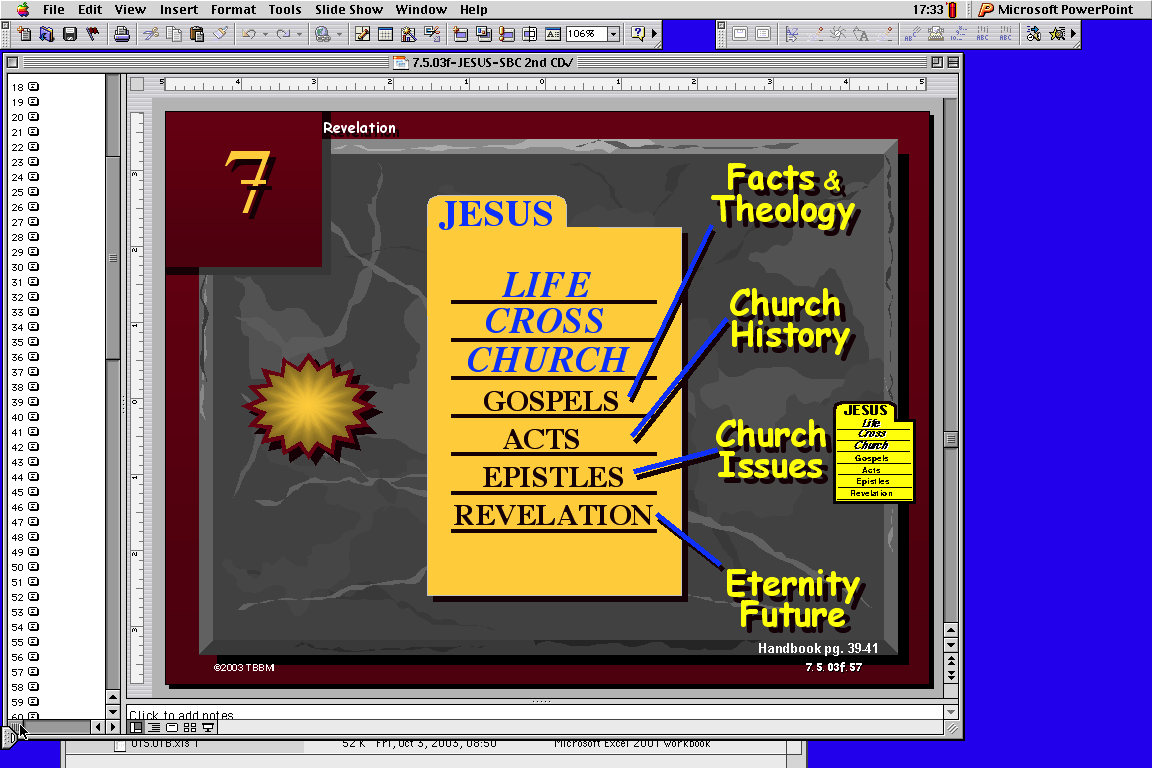 File Edit View Insert Format Tools Slide Show Window Help 17:33 Microsoft PowerPoint
106%
7.5.03f-JESUS-SBC 2nd CD√
18
19
20
21
22
23
24
25
26
27
28
29
30
31
32
33
34
35
36
37
38
39
40
41
42
43
44
45
46
47
48
49
50
51
52
53
54
55
56
57
58
59
60
Revelation
7
JESUS
LIFE
CROSS
CHURCH
GOSPELS
ACTS
EPISTLES
REVELATION
Facts &
Theology
Church
History
Church
Issues
Eternity
Future
JESUS
Life
Cross
Church
Gospels
Acts
Epistles
Revelation
Handbook pg. 39-41
©2003 TBBMI
7.5.03f.57
Click to add notes
52 K Fri, Oct 3, 2003, 08:50 Microsoft Excel 2001 workbook